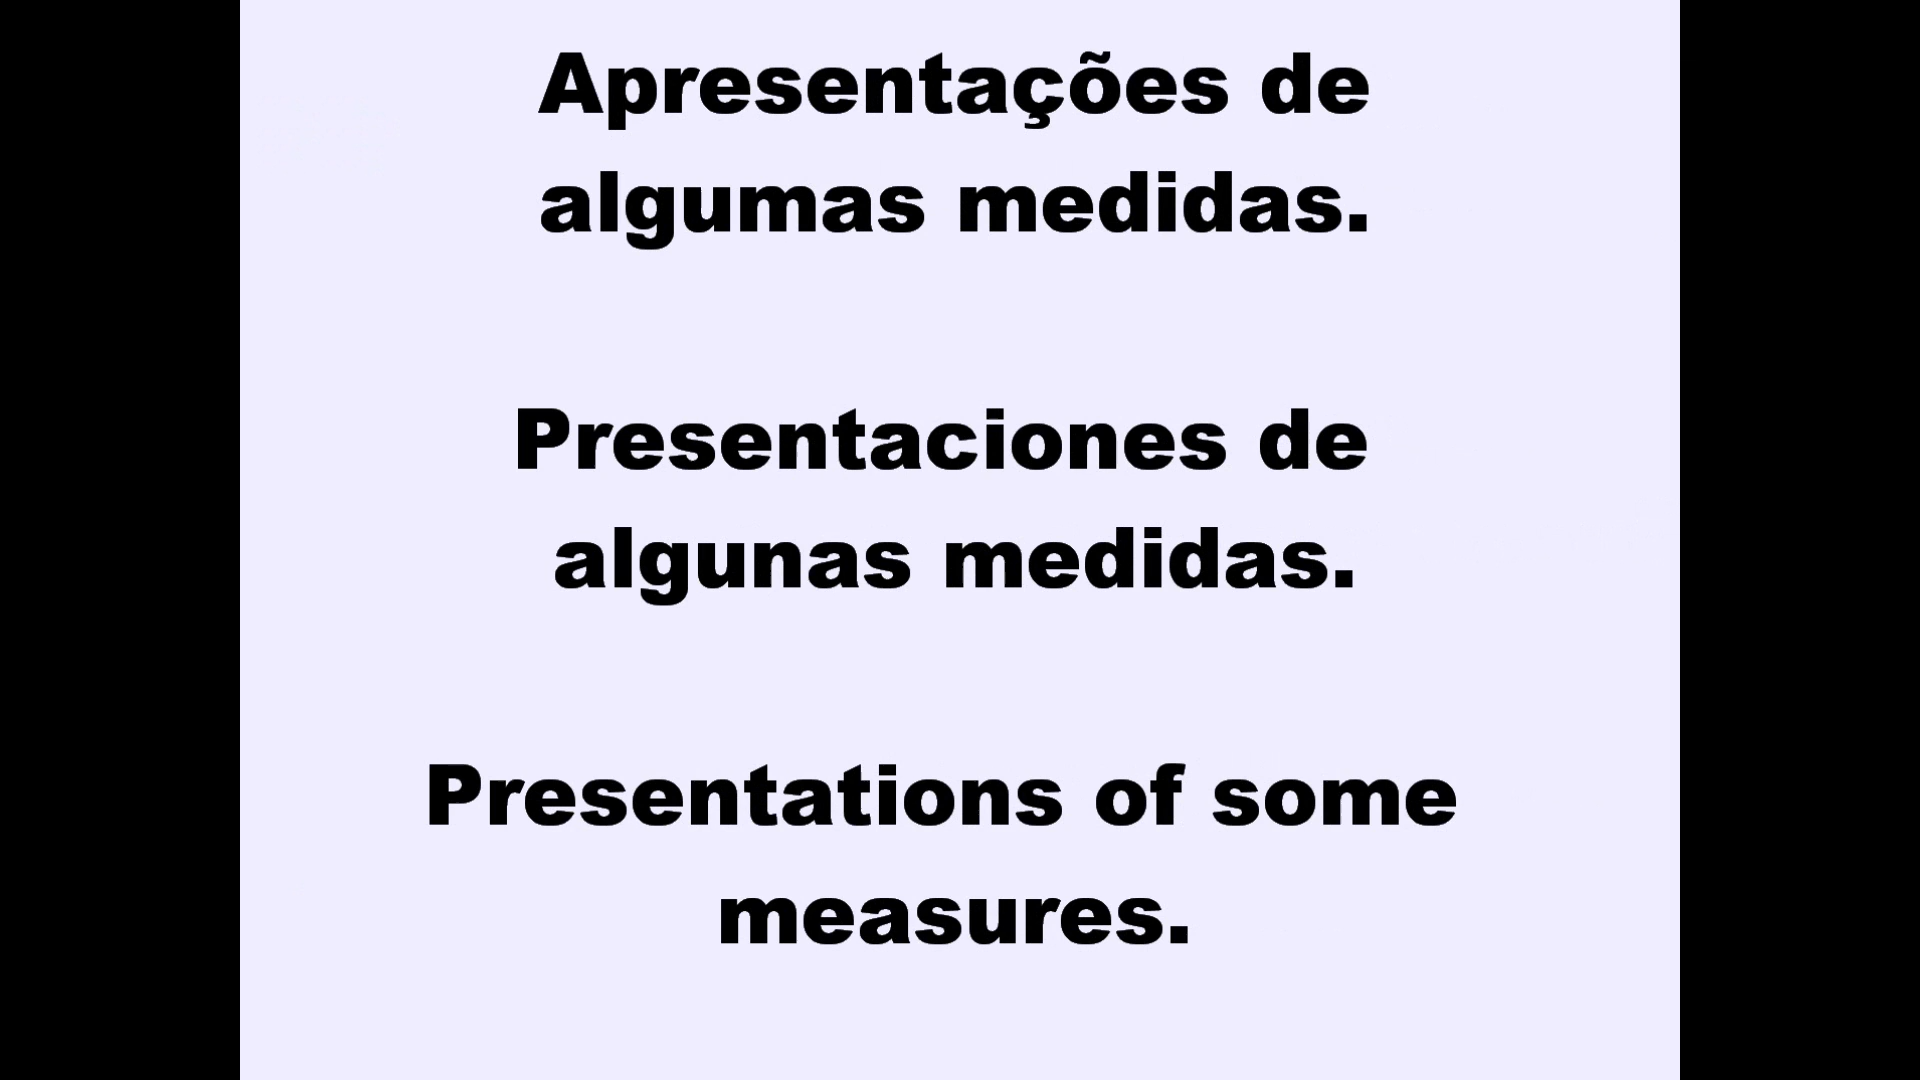 Apresentações de
algumas medidas.
Presentaciones de
algunas medidas.
Presentations of some
measures.